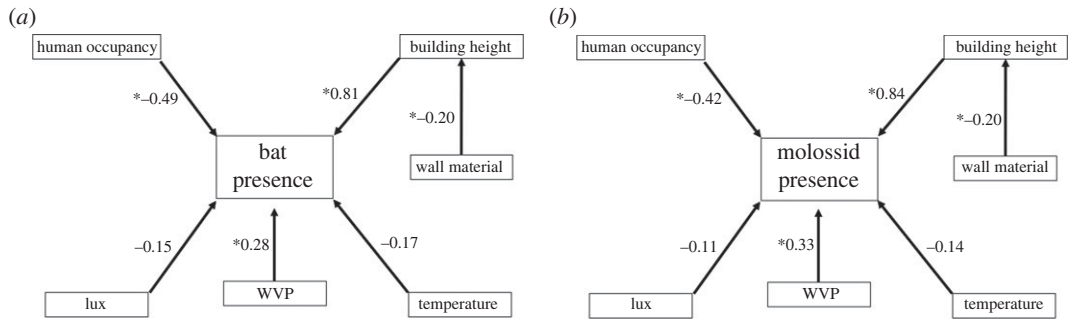 (a)
human occupancy
building height
*–0.49
*0.81
*–0.20
bat
presence
wall material
–0.15
*0.28
–0.17
lux
WVP
temperature
(b)
human occupancy
building height
*–0.42
*0.84
*–0.20
molossid
presence
wall material
–0.11
*0.33
–0.14
lux
WVP
temperature